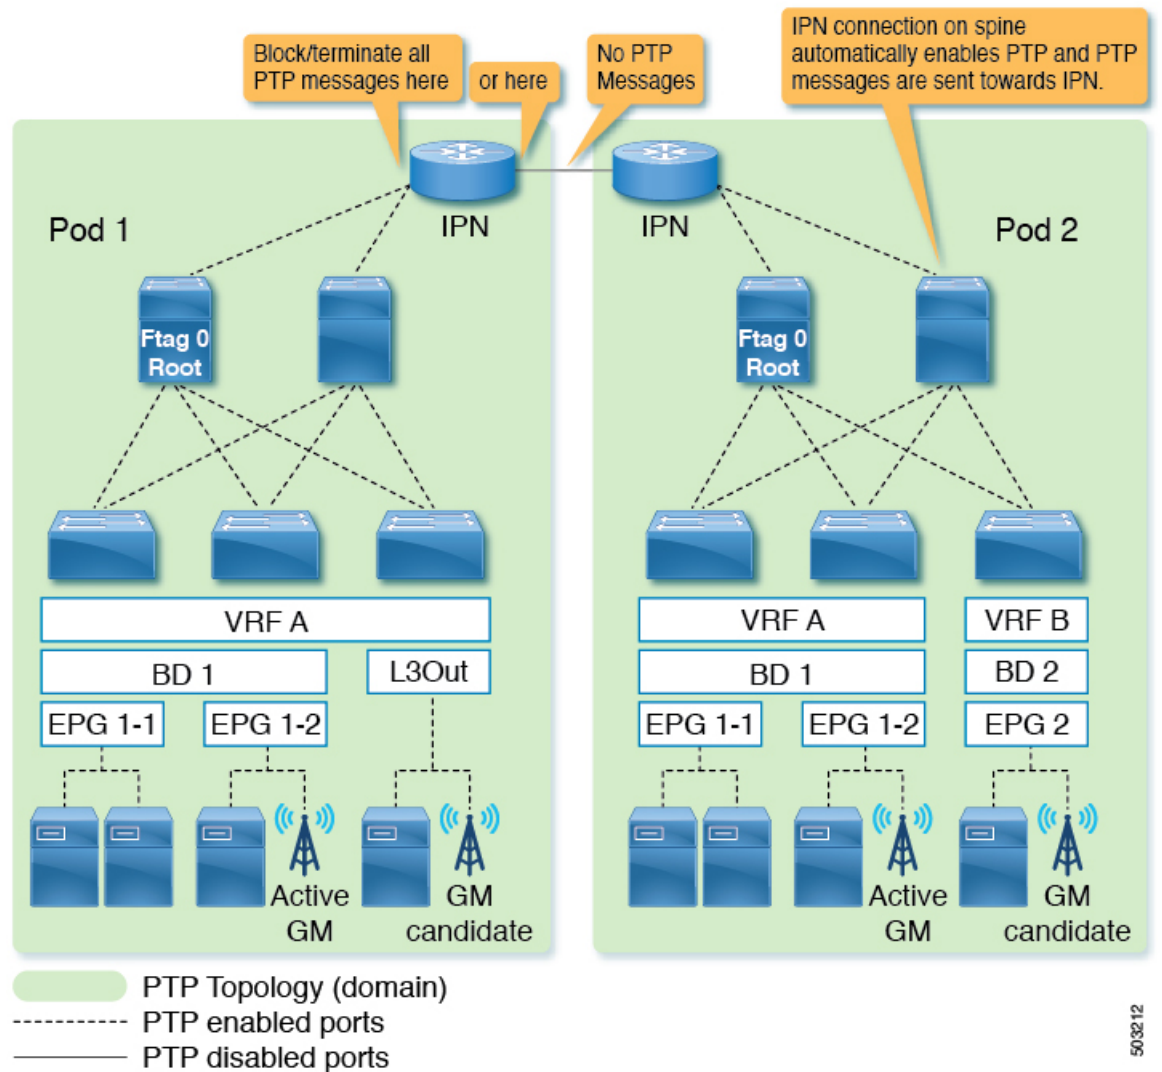 Block/terminate all
PTP messages here
or here
No PTP
Messages
IPN connection on spine
automatically enables PTP and PTP
messages are sent towards IPN.
Pod 1
IPN
IPN
Pod 2
Ftag 0
Root
Ftag 0
Root
VRF A
VRF A
VRF B
BD 1
L3Out
BD 1
BD 2
EPG 1-1
EPG 1-2
EPG 1-1
EPG 1-2
EPG 2
Active
GM
GM
candidate
Active
GM
GM
candidate
PTP Topology (domain)
PTP enabled ports
PTP disabled ports
503212